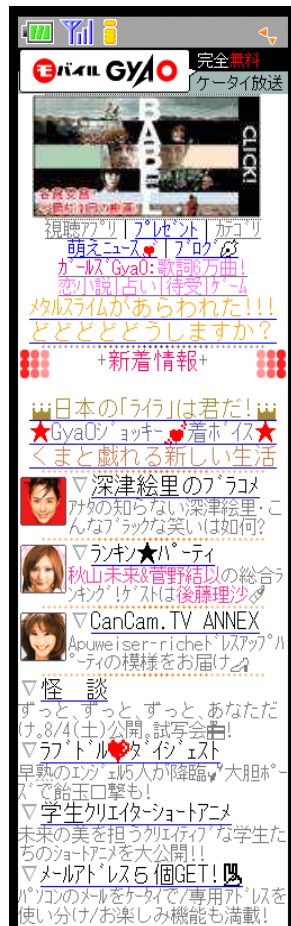 モバイル GYAO
完全無料
ケータイ放送
BABEL
CLICK!
視聴アプリ|プレゼント|カテゴリ
萌えニュース|ブログ
ガールズGyaO:歌詞6万曲!
恋小説|占い|待受|ゲーム
メタルスライムがあらわれた!!!
どどどどどうしますか?
+新着情報+
日本の「ライラ」は君だ!
★GyaOジョッキー着ボイス★
くまと戯れる新しい生活
▽深津絵里のブラコメ
アナタの知らない深津絵里・こ
んなブラックな笑いは如何?
▽ランキン★パーティ
秋山未来&菅野結以の総合ラ
ンキング!ゲストは後藤理沙
▽CanCam.TV ANNEX
Apuweiser-richeドレスアップパ
ーティの模様をお届け
▽怪 談
ずっと、ずっと、ずっと、あなただ
け。8/4(土)公開。試写会!
▽ラブドル ダイジェスト
早熟のエンジェル5人が降臨 大胆ポー
ズで飴玉口撃も!
▽学生クリエイターショートアニメ
未来の美を担うクリエイティブな学生た
ちのショートアニメを大公開!!
▽メールアドレス5個GET!
パソコンのメールをケータイで/専用アドレスを
使い分け/お楽しみ機能も満載!